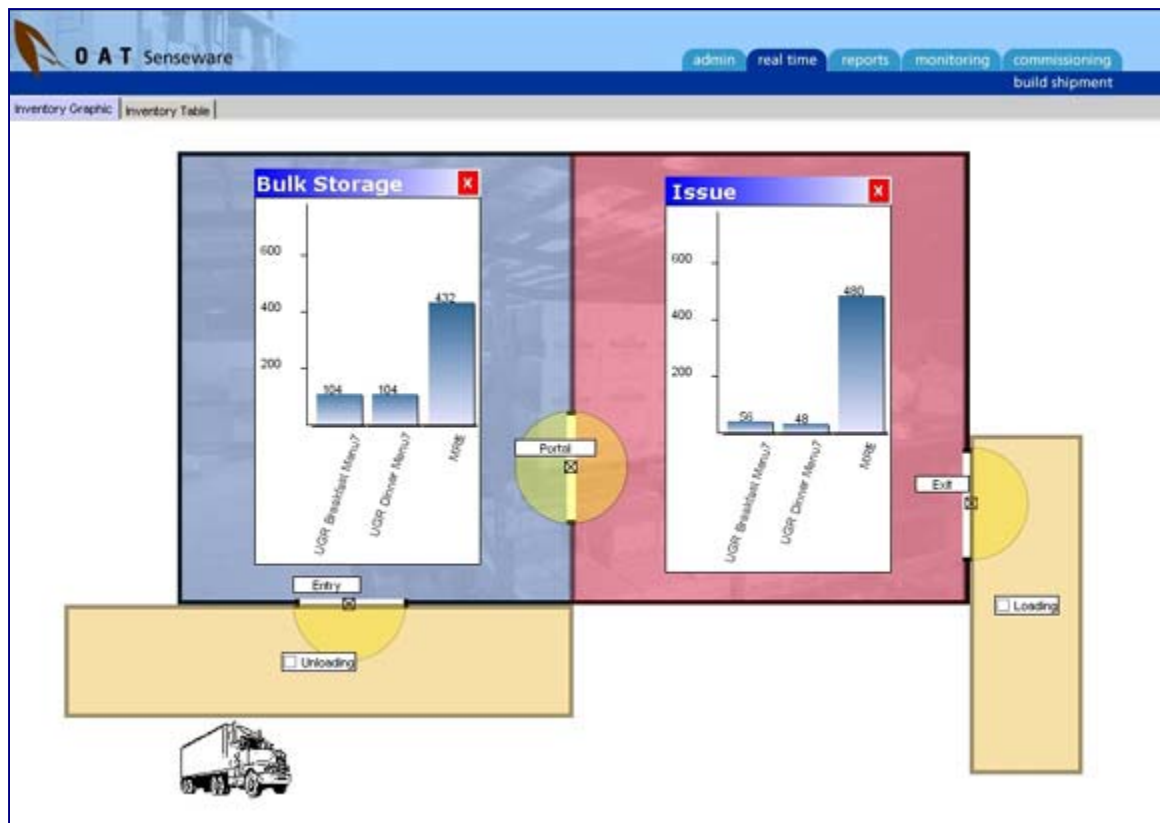 OAT Senseware
admin real time reports monitoring commissioning
build shipment
Inventory Graphic Inventory Table
Bulk Storage X
600
400
200
104
104
432
UGR Breakfast Menu7
UGR Dinner Menu7
MRE
Issue X
600
400
200
56
48
480
UGR Breakfast Menu7
UGR Dinner Menu7
MRE
Portal
Exit
Entry
Loading
Unloading